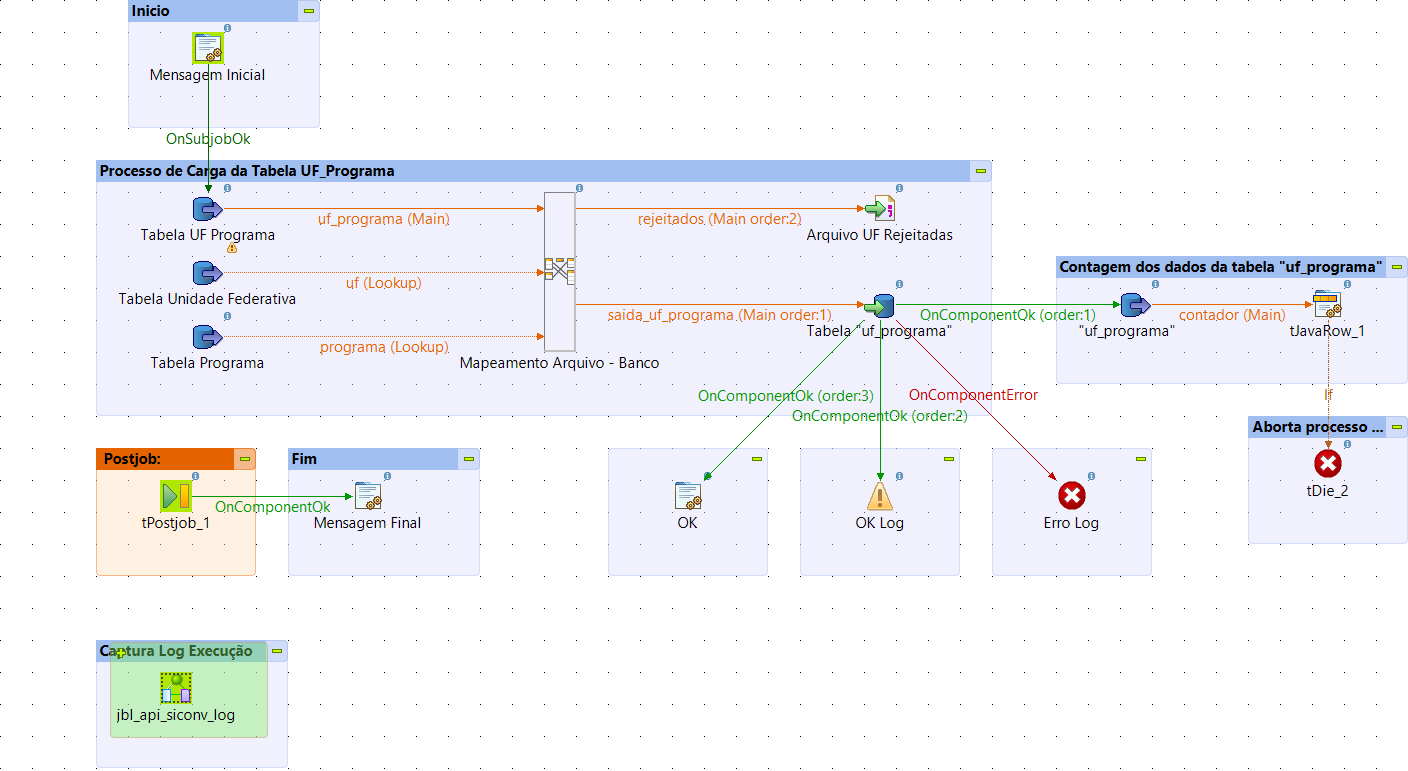 Inicio
Mensagem Inicial
OnSubjobOk
Processo de Carga da Tabela UF_Programa
uf_programa (Main)
rejeitados (Main order:2)
Tabela UF Programa
Arquivo UF Rejeitadas
uf (Lookup)
Tabela Unidade Federativa
saida_uf_programa (Main order:1)
Tabela "uf_programa"
programa (Lookup)
Tabela Programa
Mapeamento Arquivo - Banco
OnComponentOk (order:1)
Contagem dos dados da tabela "uf_programa"
"uf_programa"
contador (Main)
tJavaRow_1
OnComponentOk (order:3)
OnComponentError
OnComponentOk (order:2)
If
Aborta processo ...
tDie_2
Postjob:
tPostjob_1
OnComponentOk
Fim
Mensagem Final
OK
OK Log
Erro Log
Captura Log Execução
jbl_api_siconv_log